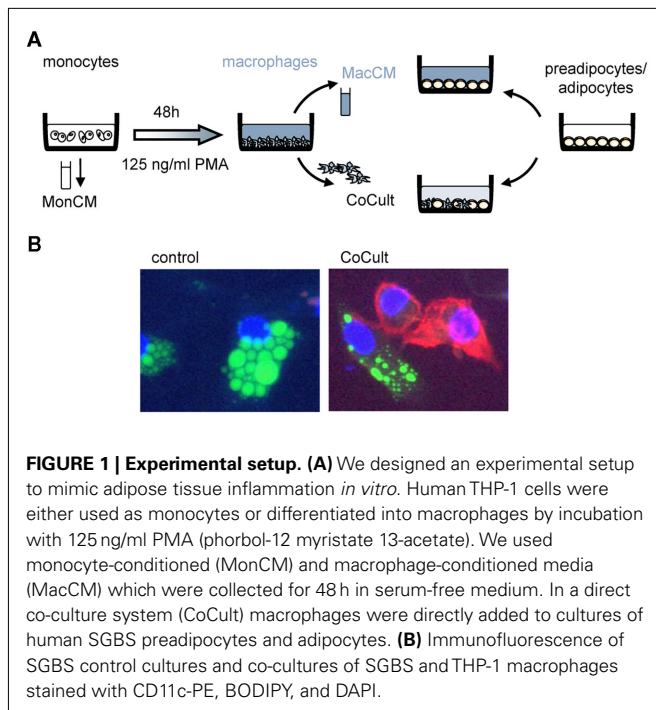 A
monocytes
macrophages
MacCM
preadipocytes/
adipocytes
48h
125 ng/ml PMA
MonCM
CoCult
B
control
CoCult
FIGURE 1 | Experimental setup. (A) We designed an experimental setup
to mimic adipose tissue inflammation in vitro. Human THP-1 cells were
either used as monocytes or differentiated into macrophages by incubation
with 125 ng/ml PMA (phorbol-12 myristate 13-acetate). We used
monocyte-conditioned (MonCM) and macrophage-conditioned media
(MacCM) which were collected for 48 h in serum-free medium. In a direct
co-culture system (CoCult) macrophages were directly added to cultures of
human SGBS preadipocytes and adipocytes. (B) Immunofluorescence of
SGBS control cultures and co-cultures of SGBS and THP-1 macrophages
stained with CD11c-PE, BODIPY, and DAPI.